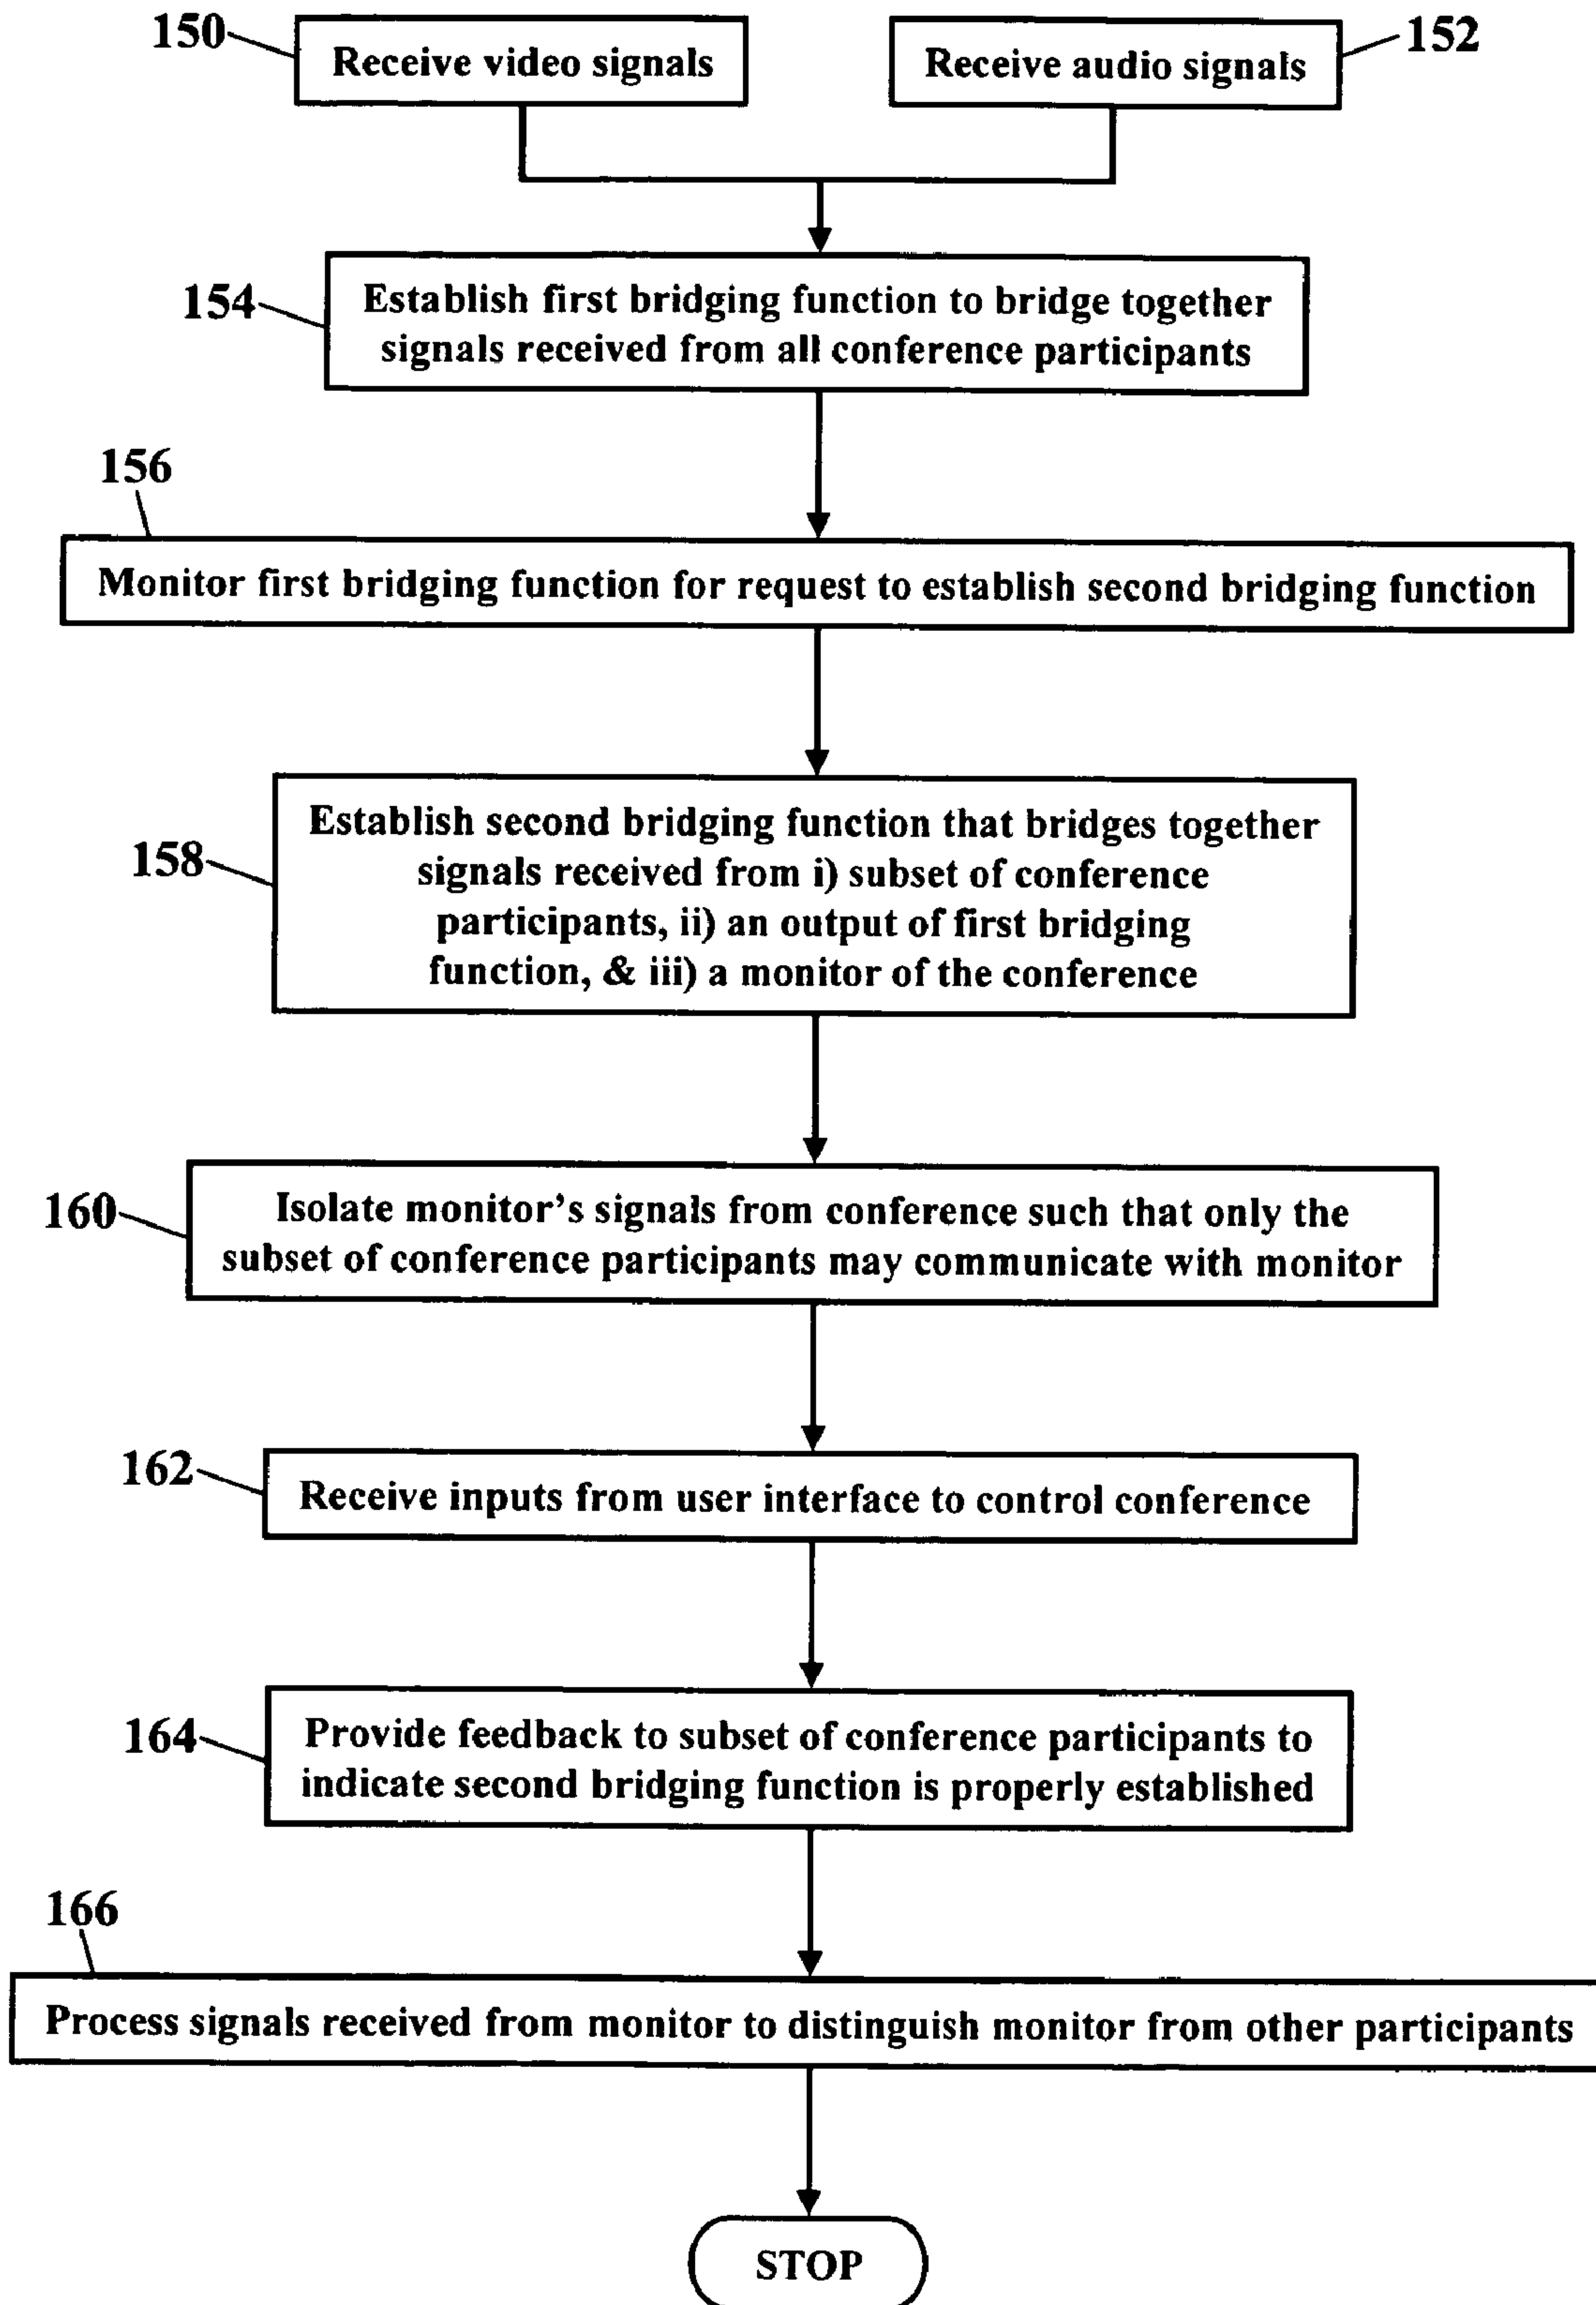 150
Receive video signals
Receive audio signals
152
154
Establish first bridging function to bridge together
signals received from all conference participants
156
Monitor first bridging function for request to establish second bridging function
158
Establish second bridging function that bridges together
signals received from i) subset of conference
participants, ii) an output of first bridging
function, & iii) a monitor of the conference
160
Isolate monitor's signals from conference such that only the
subset of conference participants may communicate with monitor
162
Receive inputs from user interface to control conference
164
Provide feedback to subset of conference participants to
indicate second bridging function is properly established
166
Process signals received from monitor to distinguish monitor from other participants
STOP